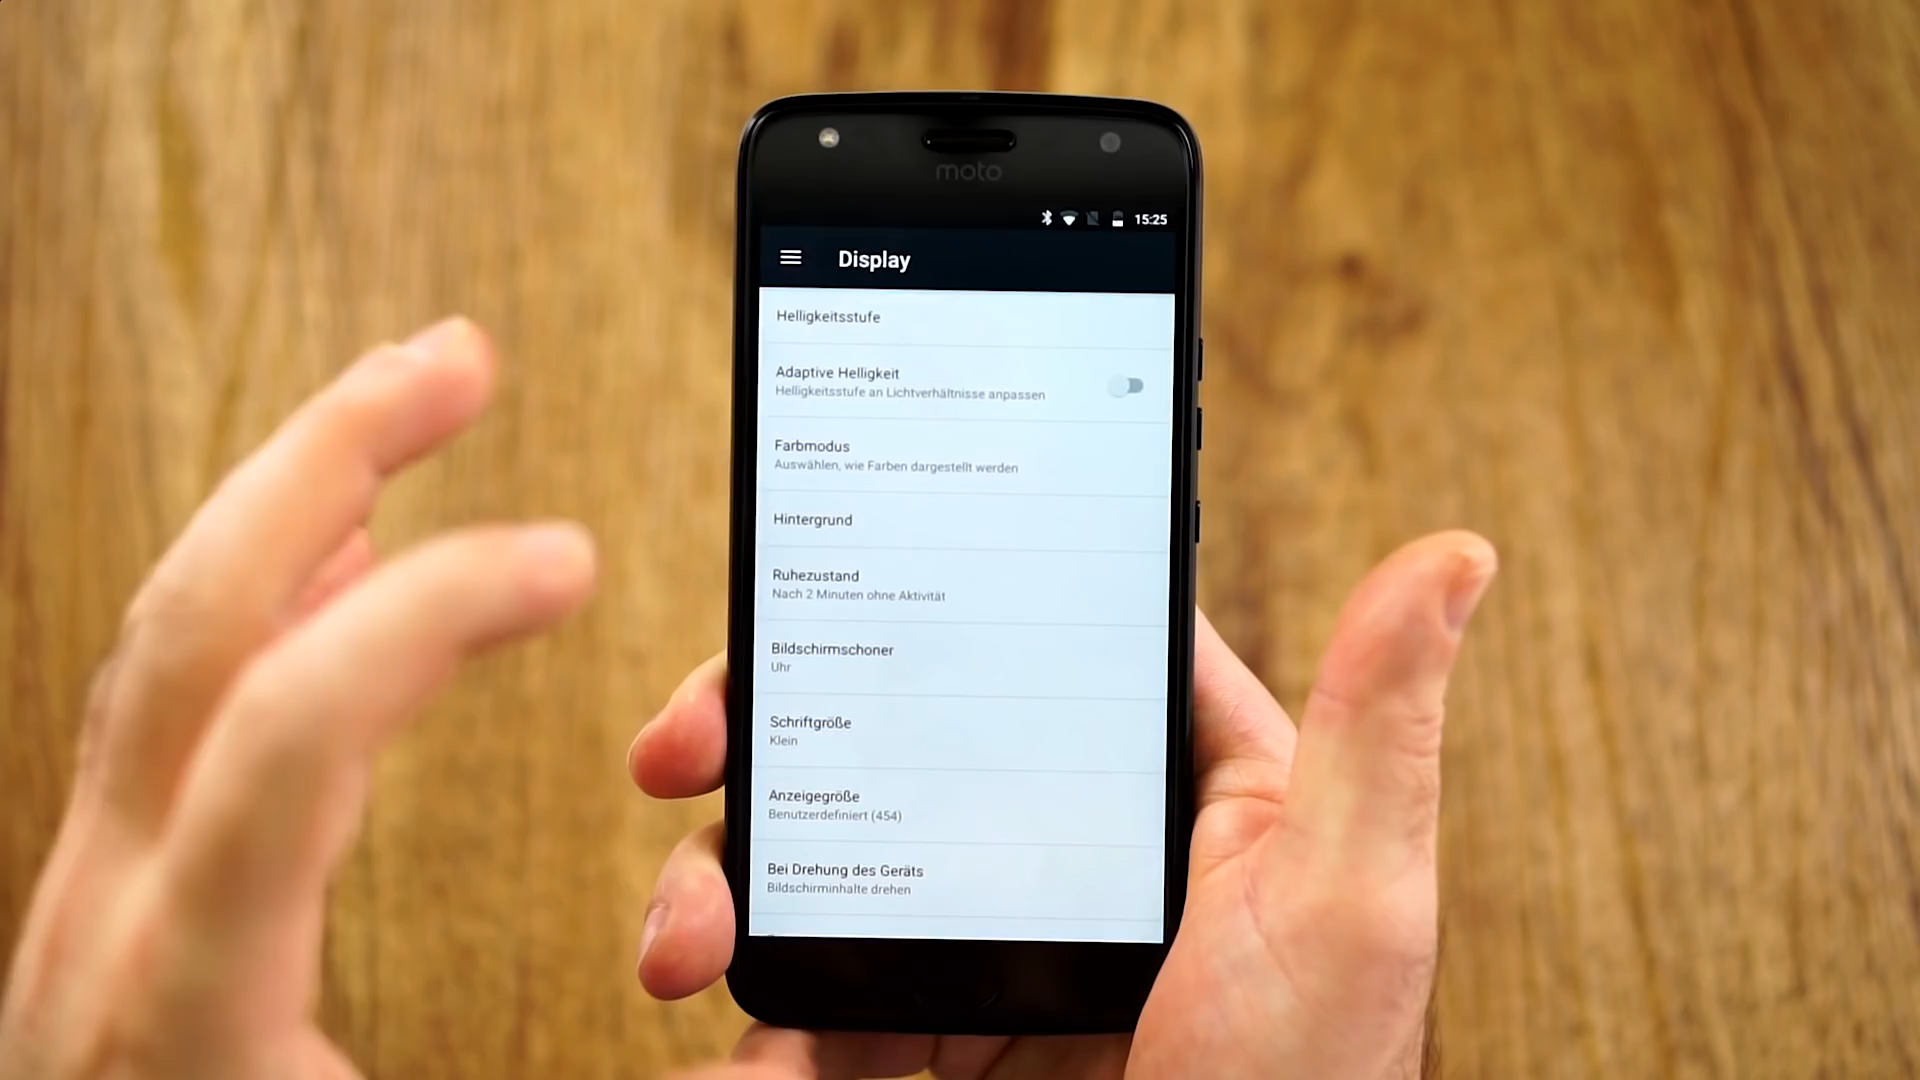 moto
15:25
Display
Helligkeitsstufe
Adaptive Helligkeit
Helligkeitsstufe an Lichtverhältnisse anpassen
Farbmodus
Auswählen, wie Farben dargestellt werden
Hintergrund
Ruhezustand
Nach 2 Minuten ohne Aktivität
Bildschirmschoner
Uhr
Schriftgröße
Klein
Anzeigegröße
Benutzerdefiniert (454)
Bei Drehung des Geräts
Bildschirminhalte drehen